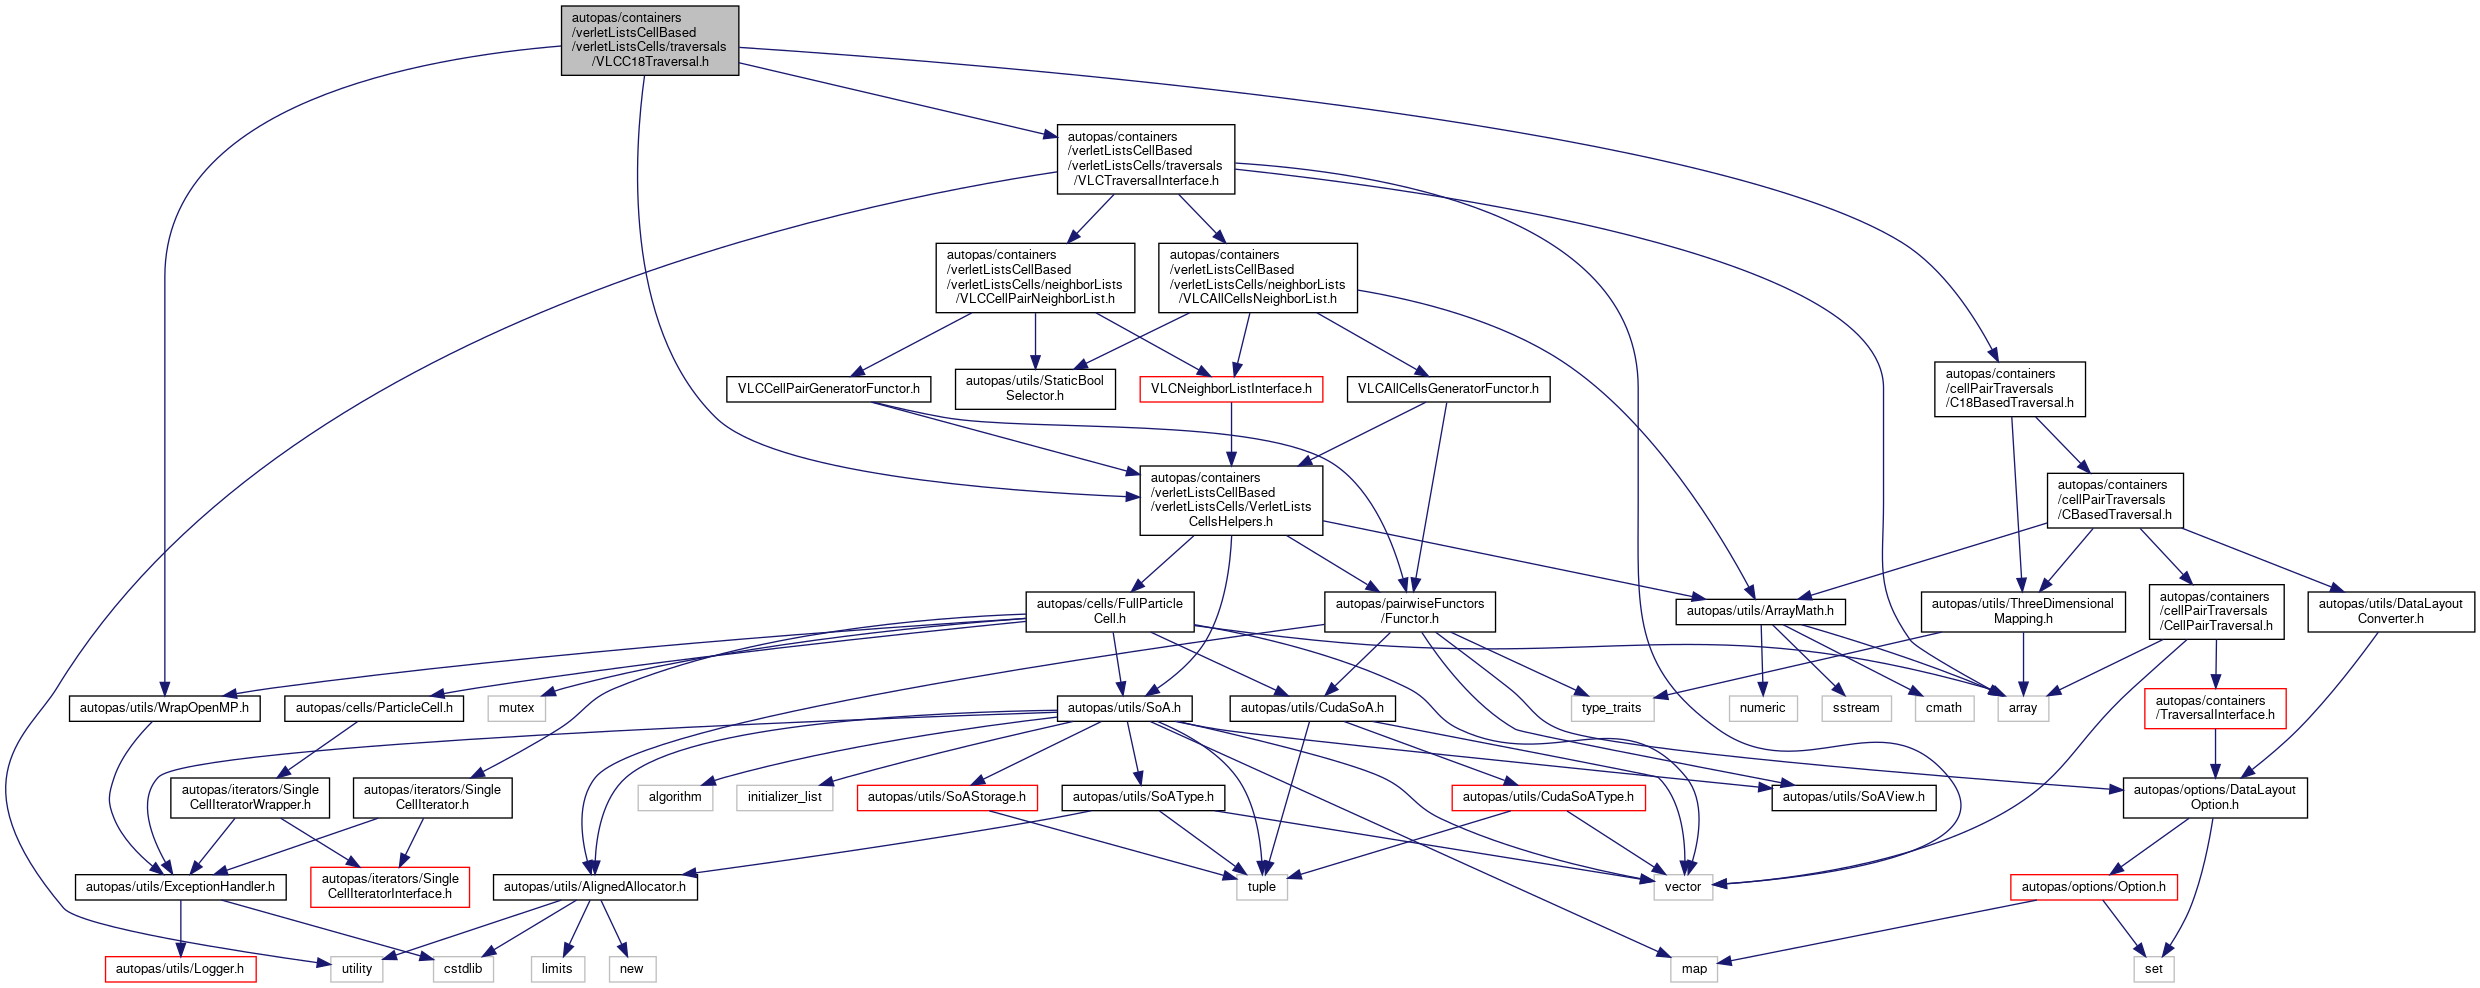 autopas/containers
/verletListsCellBased
/verletListsCells/traversals
/VLCC18Traversal.h
autopas/containers
/verletListsCellBased
/verletListsCells/traversals
/VLCTraversalInterface.h
autopas/containers
/verletListsCellBased
/verletListsCells/neighborLists
/VLCCellPairNeighborList.h
autopas/containers
/verletListsCellBased
/verletListsCells/neighborLists
/VLCAllCellsNeighborList.h
VLCCellPairGeneratorFunctor.h
autopas/utils/StaticBool
Selector.h
VLCNeighborListInterface.h
VLCAllCellsGeneratorFunctor.h
autopas/containers
/cellPairTraversals
/C18BasedTraversal.h
autopas/containers
/verletListsCellBased
/verletListsCells/VerletLists
CellsHelpers.h
autopas/containers
/cellPairTraversals
/CBasedTraversal.h
autopas/cells/FullParticle
Cell.h
autopas/pairwiseFunctors
/Functor.h
autopas/utils/ArrayMath.h
autopas/utils/ThreeDimensional
Mapping.h
autopas/containers
/cellPairTraversals
/CellPairTraversal.h
autopas/utils/DataLayout
Converter.h
autopas/utils/WrapOpenMP.h
autopas/cells/ParticleCell.h
mutex
autopas/utils/SoA.h
autopas/utils/CudaSoA.h
type_traits
numeric
sstream
cmath
array
autopas/containers
/TraversalInterface.h
autopas/iterators/Single
CellIteratorWrapper.h
autopas/iterators/Single
CellIterator.h
algorithm
initializer_list
autopas/utils/SoAStorage.h
autopas/utils/SoAType.h
autopas/utils/CudaSoAType.h
autopas/utils/SoAView.h
autopas/options/DataLayout
Option.h
autopas/utils/ExceptionHandler.h
autopas/iterators/Single
CellIteratorInterface.h
autopas/utils/AlignedAllocator.h
tuple
vector
autopas/options/Option.h
autopas/utils/Logger.h
utility
cstdlib
limits
new
map
set